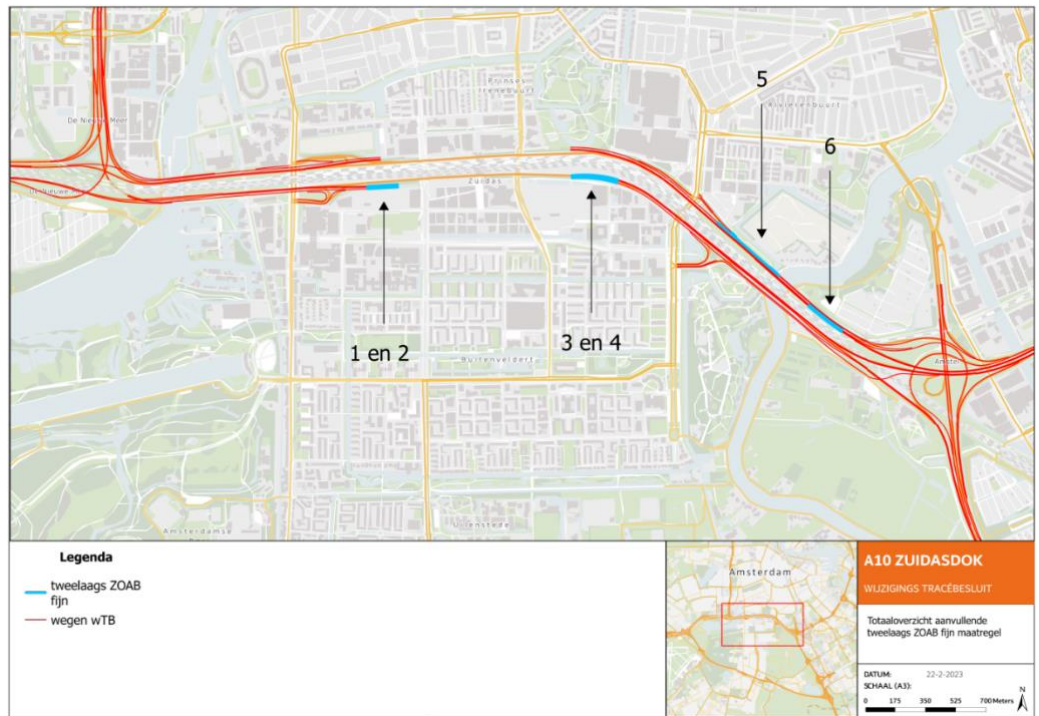 Prinses
Irenebuurt
5
Rivierenbuurt
De Nieuwe Meer
6
Zuidas
1 en 2
3 en 4
Buitenveldert
Amstel
Amsterdamse
Uilenstede
Legenda
tweelaags ZOAB
fijn
wegen wTB
Amsterdam
A10 ZUIDASDOK
WIJZIGINGS TRACÉBESLUIT
Totaaloverzicht aanvullende
tweelaags ZOAB fijn maatregel
DATUM: 22-2-2023
SCHAAL (A3):
0 175 350 525 700 Meters
N